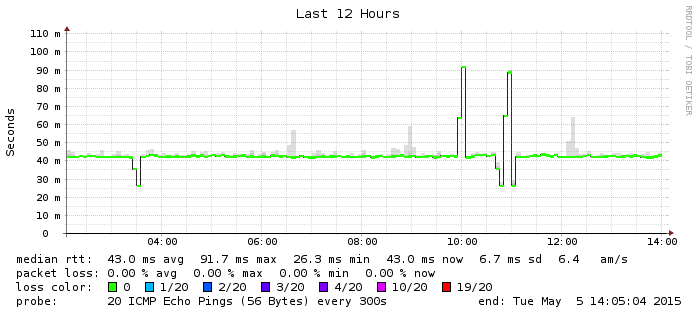 Last 12 Hours
RRDTOOL / TOBI OETIKER
Seconds
110 m
100 m
90 m
80 m
70 m
60 m
50 m
40 m
30 m
20 m
10 m
0
04:00 06:00 08:00 10:00 12:00 14:00
median rtt: 43.0 ms avg 91.7 ms max 26.3 ms min 43.0 ms now 6.7 ms sd 6.4 am/s
packet loss: 0.00 % avg 0.00 % max 0.00 % min 0.00 % now
loss color: 0 1/20 2/20 3/20 4/20 10/20 19/20
probe: 20 ICMP Echo Pings (56 Bytes) every 300s end: Tue May 5 14:05:04 2015